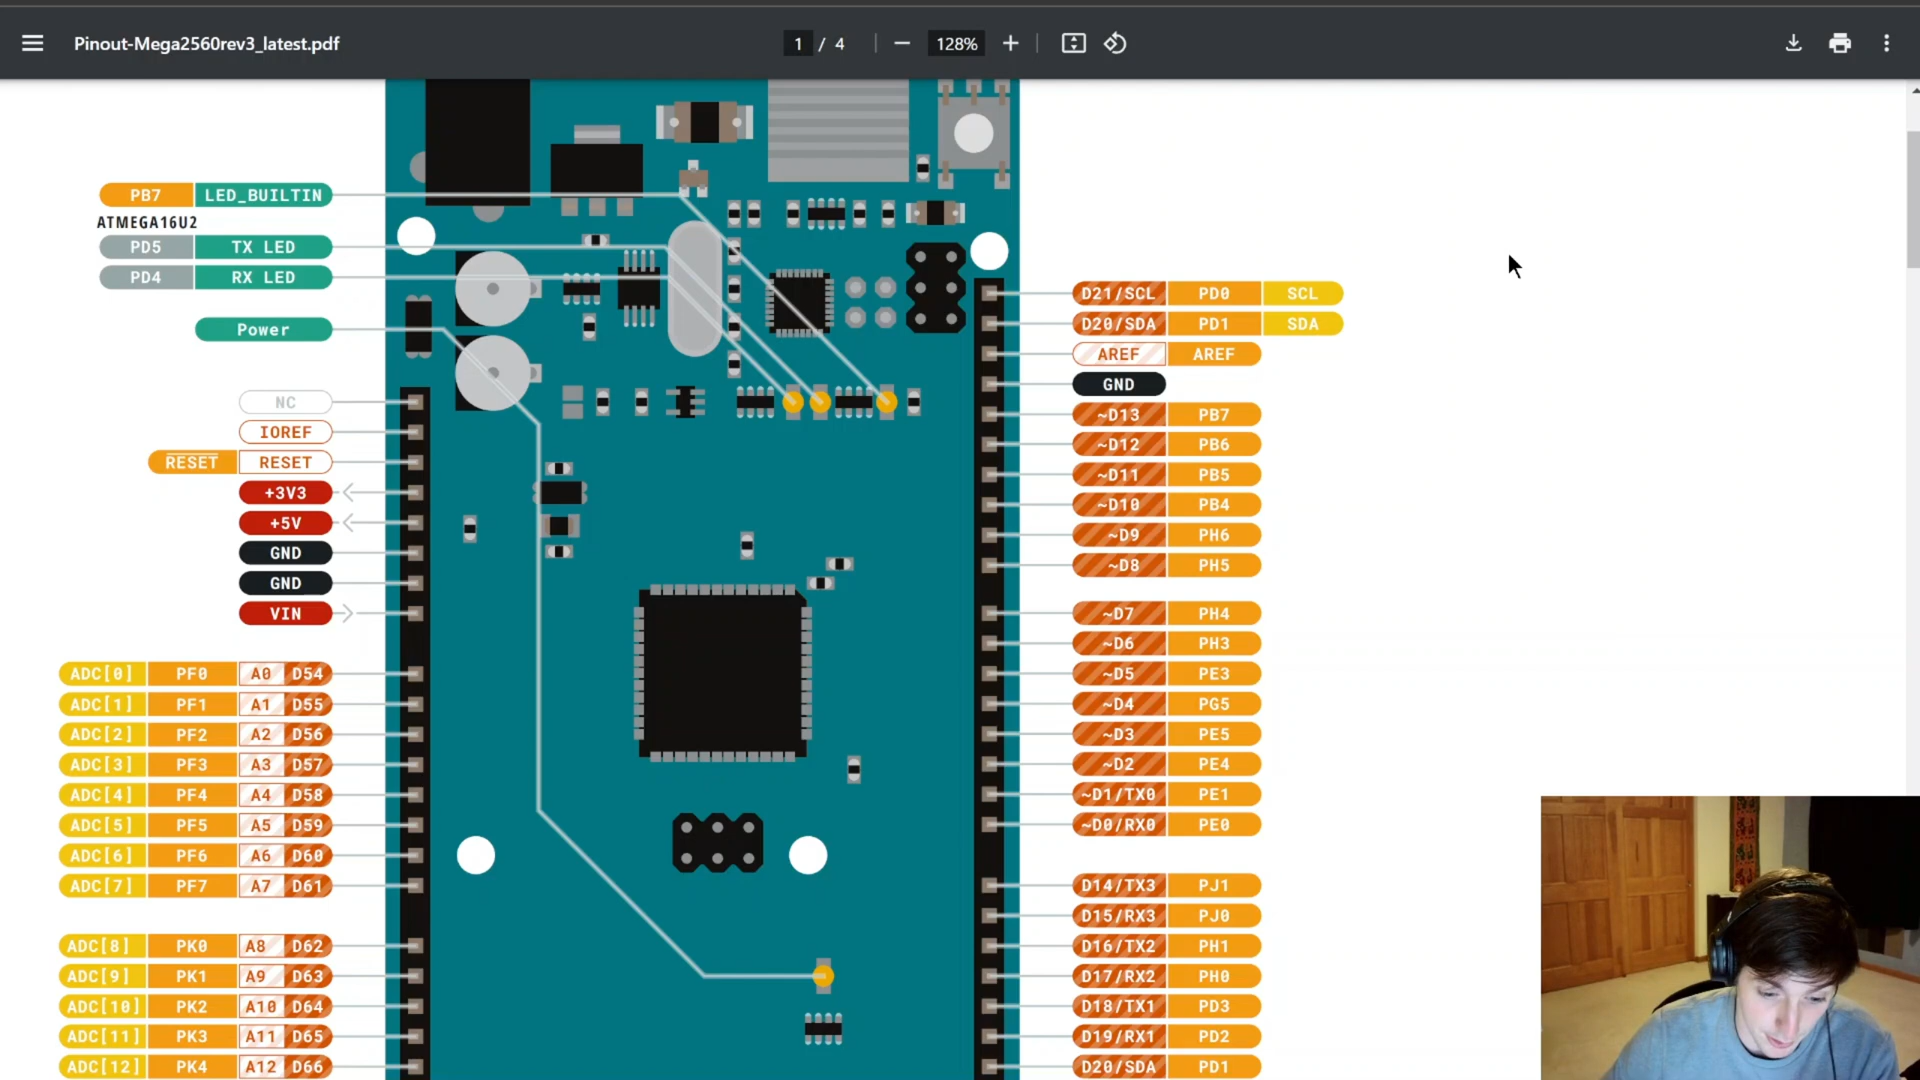 Pinout-Mega2560rev3_latest.pdf 1 / 4 128%
PB7 LED_BUILTIN
ATMEGA16U2
PD5 TX LED
PD4 RX LED
Power
NC
IOREF
RESET RESET
+3V3
+5V
GND
GND
VIN
ADC[0] PF0 A0 D54
ADC[1] PF1 A1 D55
ADC[2] PF2 A2 D56
ADC[3] PF3 A3 D57
ADC[4] PF4 A4 D58
ADC[5] PF5 A5 D59
ADC[6] PF6 A6 D60
ADC[7] PF7 A7 D61
ADC[8] PK0 A8 D62
ADC[9] PK1 A9 D63
ADC[10] PK2 A10 D64
ADC[11] PK3 A11 D65
ADC[12] PK4 A12 D66
D21/SCL PD0 SCL
D20/SDA PD1 SDA
AREF AREF
GND
~D13 PB7
~D12 PB6
~D11 PB5
~D10 PB4
~D9 PH6
~D8 PH5
~D7 PH4
~D6 PH3
~D5 PE3
~D4 PG5
~D3 PE5
~D2 PE4
~D1/TX0 PE1
~D0/RX0 PE0
D14/TX3 PJ1
D15/RX3 PJ0
D16/TX2 PH1
D17/RX2 PH0
D18/TX1 PD3
D19/RX1 PD2
D20/SDA PD1